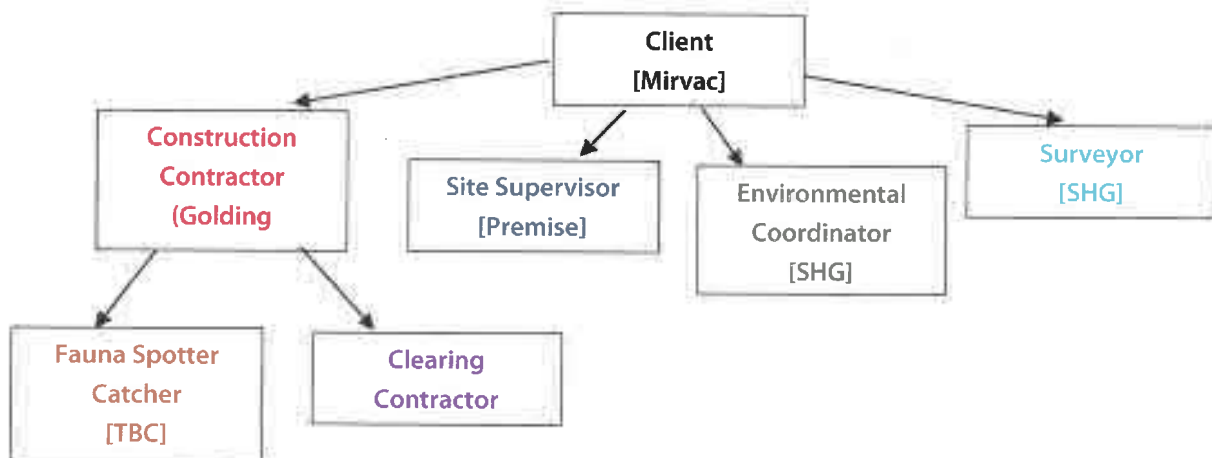 Client
[Mirvac]
Construction
Contractor
(Golding
Site Supervisor
[Premise]
Environmental
Coordinator
[SHG]
Surveyor
[SHG]
Fauna Spotter
Catcher
[TBC]
Clearing
Contractor